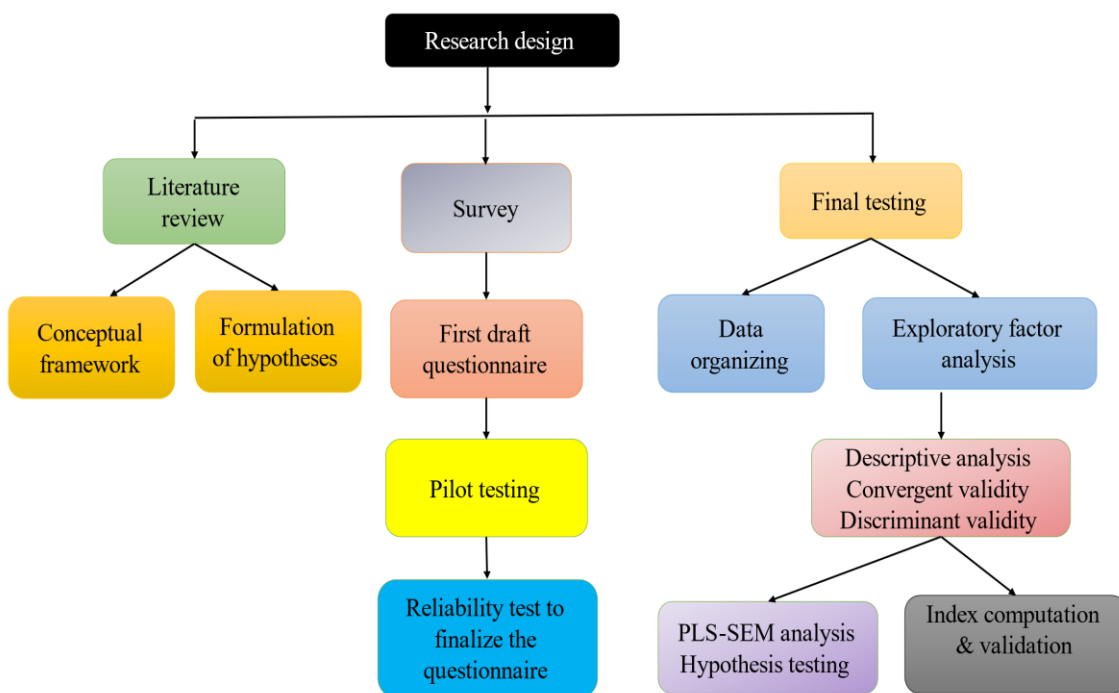 Research design
Literature
review
Survey
Final testing
Conceptual
framework
Formulation
of hypotheses
First draft
questionnaire
Data
organizing
Exploratory factor
analysis
Pilot testing
Descriptive analysis
Convergent validity
Discriminant validity
Reliability test to
finalize the
questionnaire
PLS-SEM analysis
Hypothesis testing
Index computation
& validation